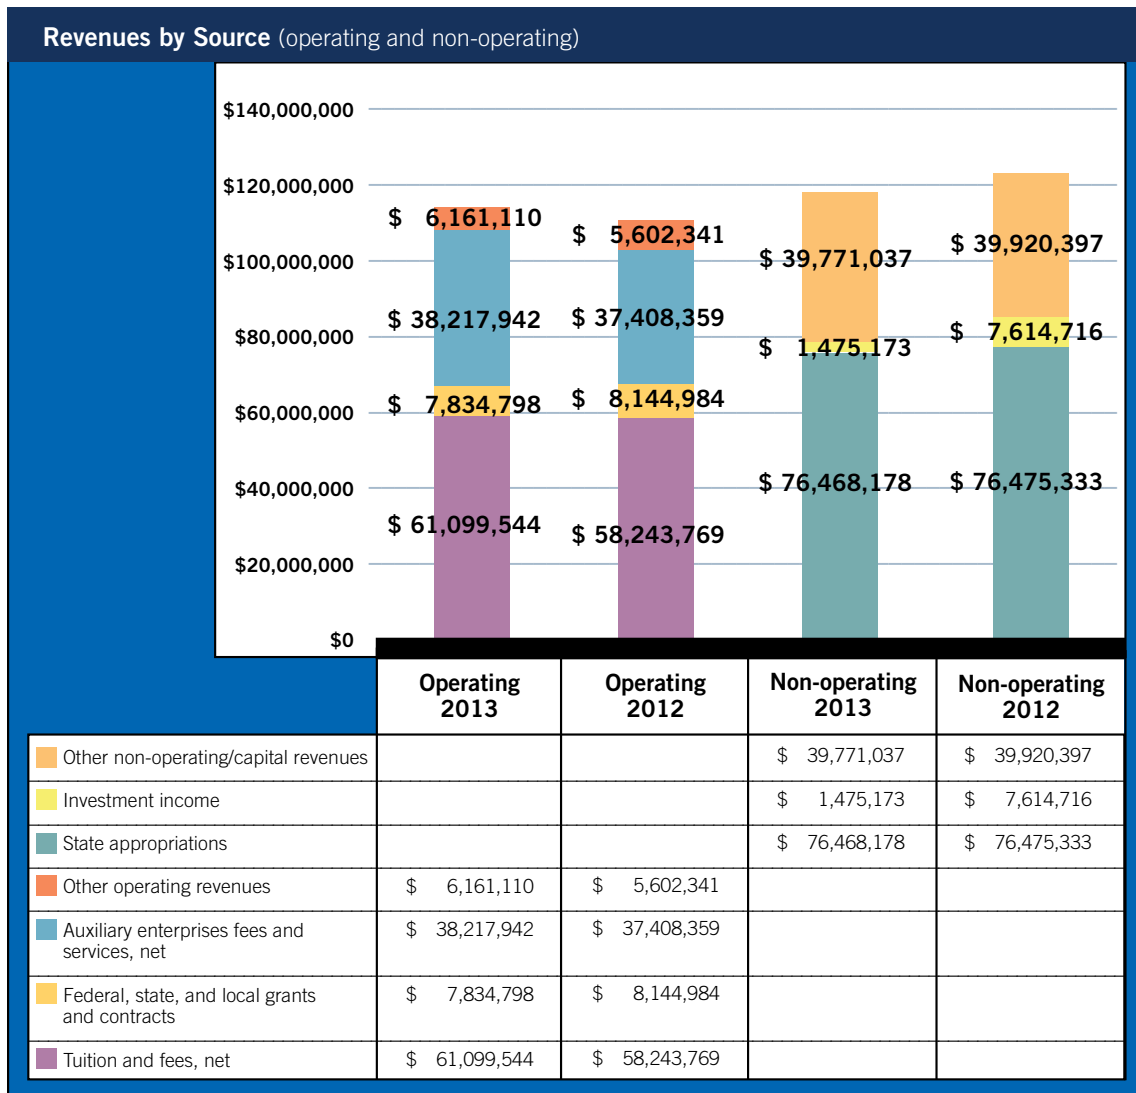 Revenues by Source (operating and non-operating)
$140,000,000
$120,000,000
$100,000,000
$80,000,000
$60,000,000
$40,000,000
$20,000,000
$0
$ 6,161,110
$ 38,217,942
$ 7,834,798
$ 61,099,544
$ 5,602,341
$ 37,408,359
$ 8,144,984
$ 58,243,769
$ 39,771,037
$ 1,475,173
$ 76,468,178
$ 39,920,397
$ 7,614,716
$ 76,475,333
Operating
2013
Operating
2012
Non-operating
2013
Non-operating
2012
Other non-operating/capital revenues $ 39,771,037 $ 39,920,397
Investment income $ 1,475,173 $ 7,614,716
State appropriations $ 76,468,178 $ 76,475,333
Other operating revenues $ 6,161,110 $ 5,602,341
Auxiliary enterprises fees and $ 38,217,942 $ 37,408,359
services, net
Federal, state, and local grants $ 7,834,798 $ 8,144,984
and contracts
Tuition and fees, net $ 61,099,544 $ 58,243,769